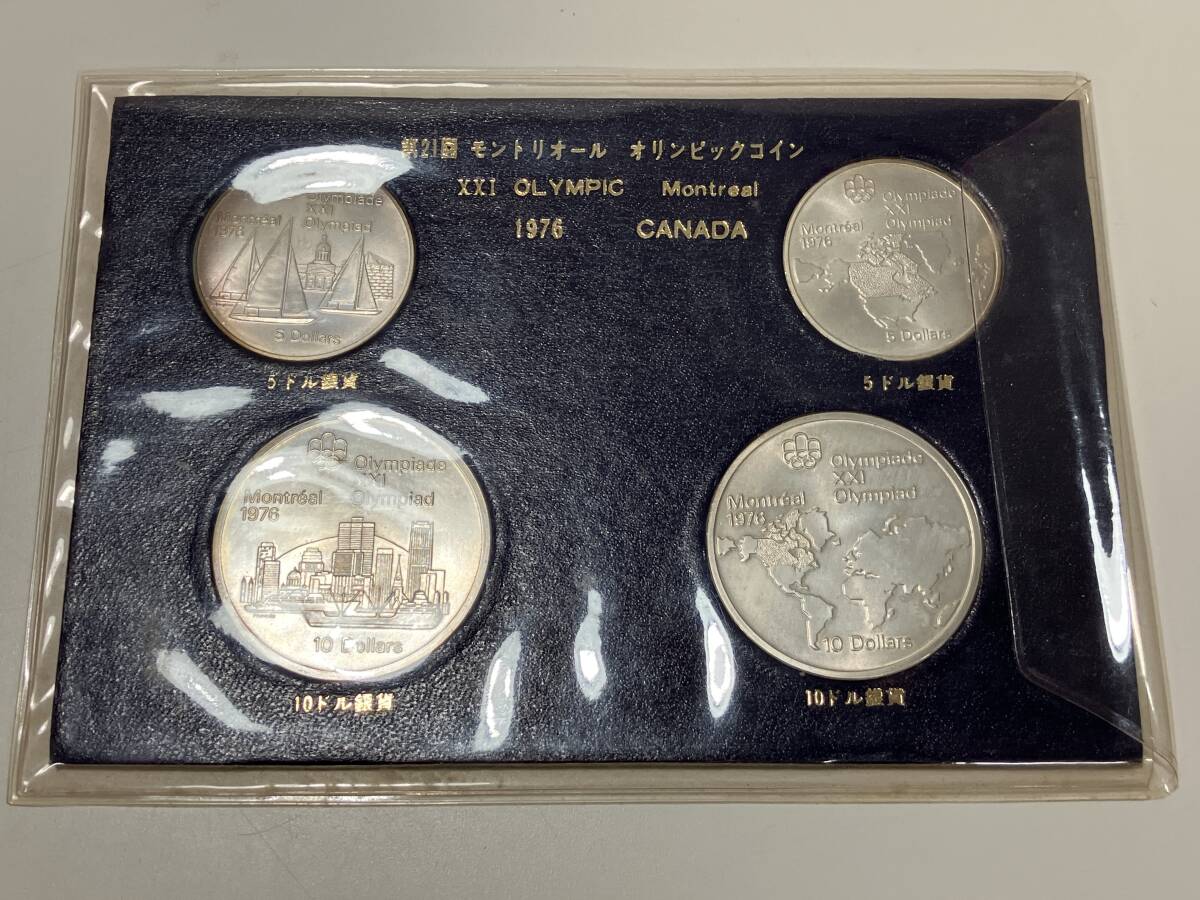 第21回 モントリオール オリンピックコイン
XXI OLYMPIC Montreal
1976 CANADA
Olympiade
XXI
Olympiad
Montréal
1976
5 Dollars
5ドル銀貨
Olympiade
XXI
Olympiad
Montréal
1976
5 Dollars
5ドル銀貨
Olympiade
XXI
Olympiad
Montréal
1976
10 Dollars
10ドル銀貨
Olympiade
XXI
Olympiad
Montréal
1976
10 Dollars
10ドル銀貨